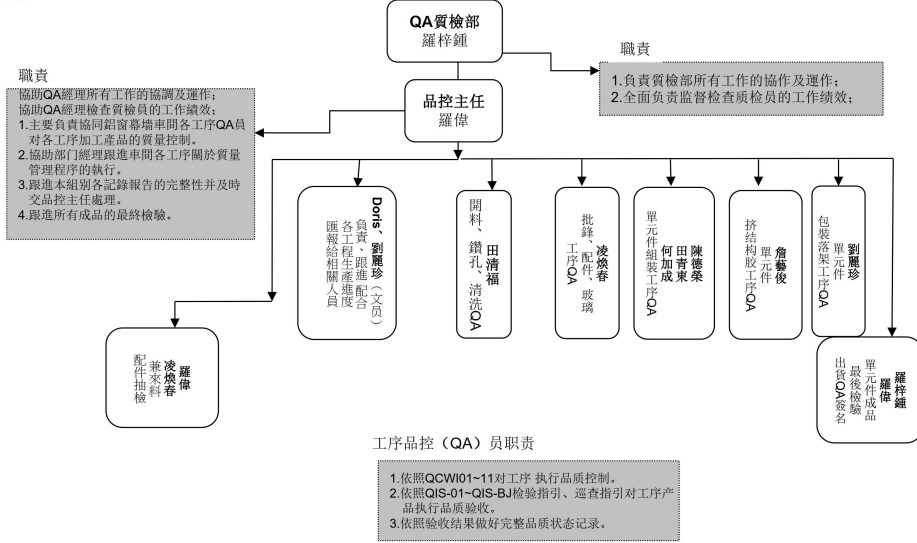 QA質檢部
羅梓鍾
職責
1.負責質檢部所有工作的協作及運作；
2.全面负责监督检查质检员的工作绩效；
職責
協助QA經理所有工作的協調及運作；
協助QA經理檢查質檢員的工作績效；
1.主要負責協同鋁窗幕墻車間各工序QA員
對各工序加工產品的質量控制。
2.協助部门經理跟進車間各工序關於質量
管理程序的執行。
3.跟進本組別各記錄報告的完整性并及時
交品控主任處理。
4.跟進所有成品的最終檢驗。
品控主任
羅偉
羅偉
凌煥春
兼來料
配件抽檢
Doris、劉麗珍（文员）
負責、跟進 配合
各工程生產進度
匯報給相關人員
田清福
開料、鑽孔、清洗QA
凌煥春
批鋒、配件、玻璃
工序QA
陳德榮
田青東
何加成
單元件組裝工序QA
詹藝俊
單元件
挤结构胶工序QA
劉麗珍
單元件
包裝落架工序QA
羅梓鍾
羅偉
單元件成品
最後檢驗
出貨QA簽名
工序品控（QA）员职责
1.依照QCWI01~11对工序 执行品质控制。
2.依照QIS-01~QIS-BJ检验指引、巡查指引对工序产
品执行品质验收。
3.依照验收结果做好完整品质状态记录。